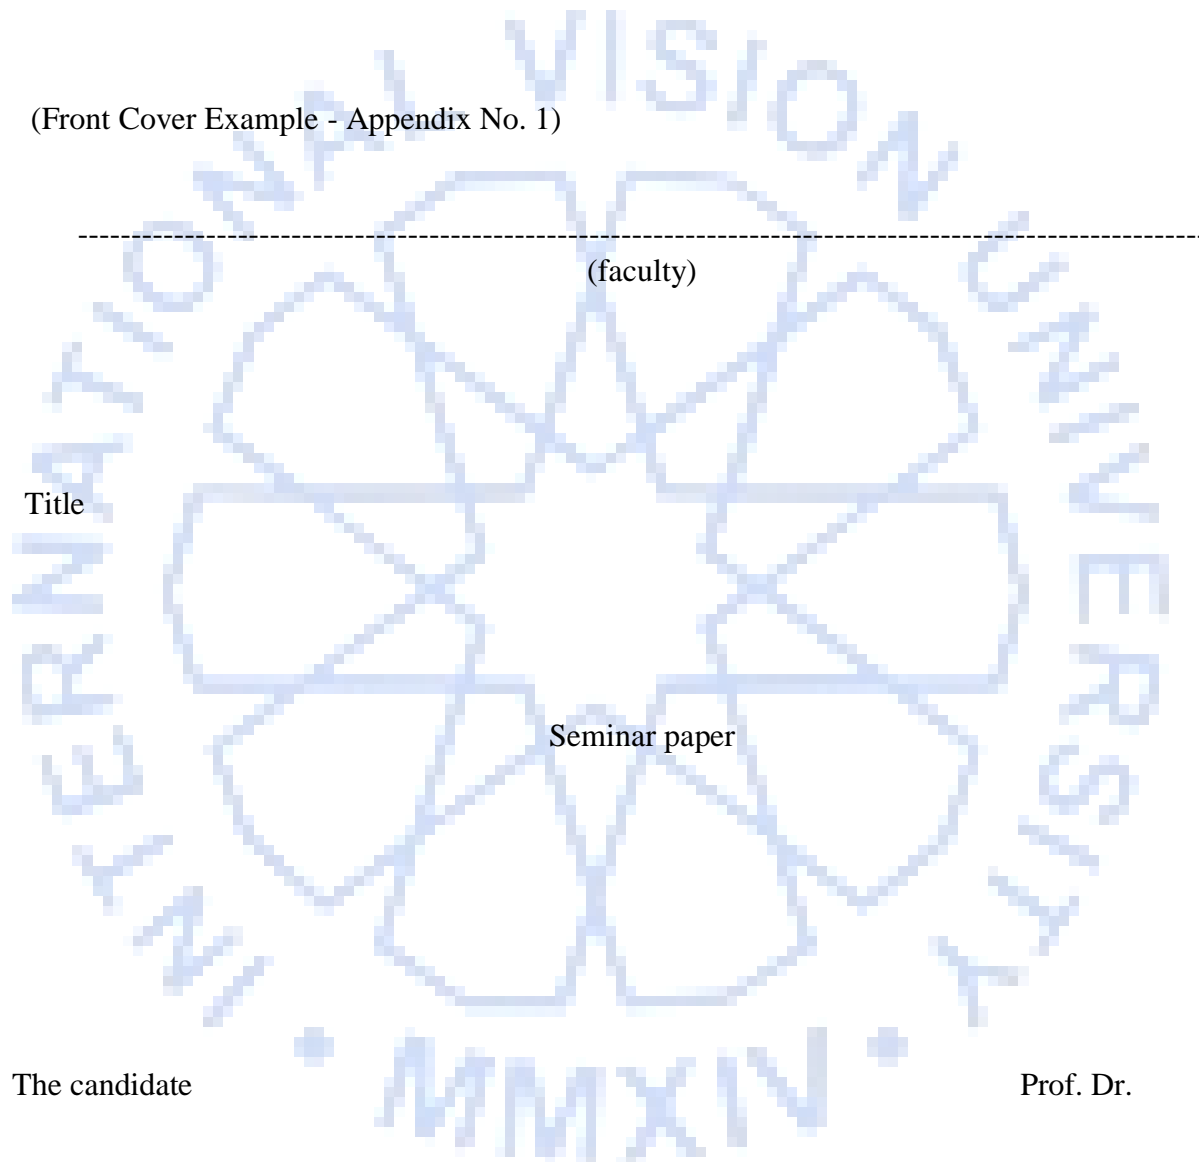 INTERNATIONAL VISION UNIVERSITY
(Front Cover Example - Appendix No. 1)
--------------------------------------------------------------------------------------------
(faculty)
Title
Seminar paper
• MMXIV •
The candidate Prof. Dr.